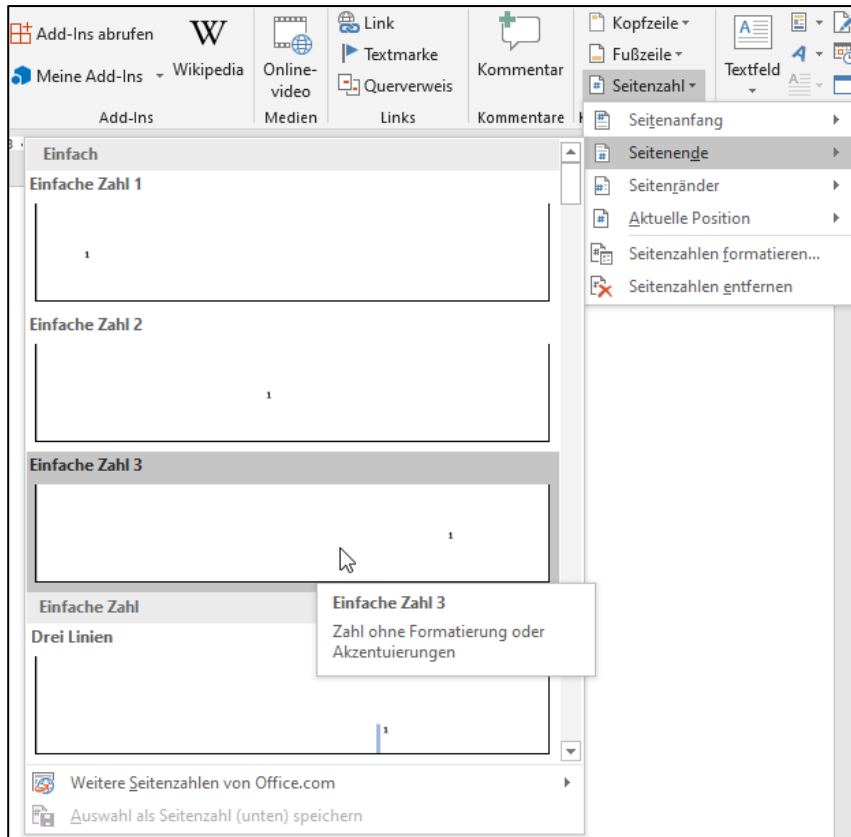 Add-Ins abrufen
Meine Add-Ins
W
Wikipedia
Add-Ins
Online-
video
Medien
Link
Textmarke
Querverweis
Links
Kommentar
Kommentare
Kopfzeile
Fußzeile
Seitenzahl
A
Textfeld
A
A
Seitenanfang
Seitenende
Seitenränder
Aktuelle Position
Seitenzahlen formatieren...
Seitenzahlen entfernen
3
Einfach
Einfache Zahl 1
1
Einfache Zahl 2
1
Einfache Zahl 3
1
Einfache Zahl 3
Zahl ohne Formatierung oder
Akzentuierungen
Einfache Zahl
Drei Linien
1
Weitere Seitenzahlen von Office.com
Auswahl als Seitenzahl (unten) speichern